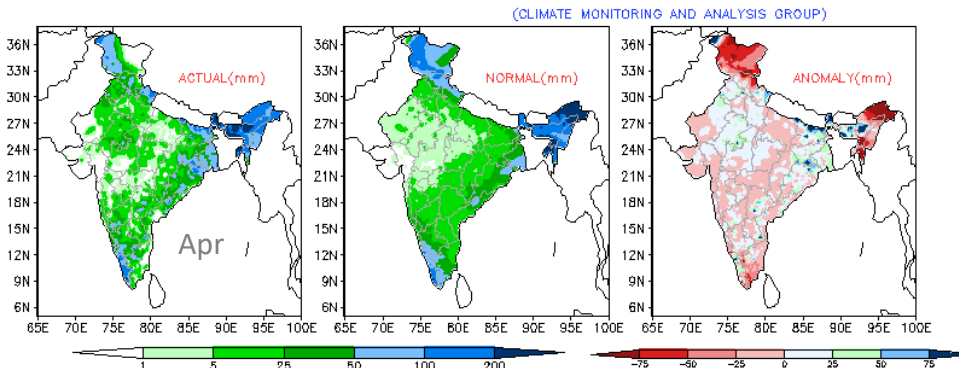 (CLIMATE MONITORING AND ANALYSIS GROUP)
36N
33N
30N
27N
24N
21N
18N
15N
12N
9N
6N
ACTUAL(mm)
Apr
65E 70E 75E 80E 85E 90E 95E 100E
36N
33N
30N
27N
24N
21N
18N
15N
12N
9N
6N
NORMAL(mm)
65E 70E 75E 80E 85E 90E 95E 100E
36N
33N
30N
27N
24N
21N
18N
15N
12N
9N
6N
ANOMALY(mm)
65E 70E 75E 80E 85E 90E 95E 100E
1 5 25 50 100 200
-75 -50 -25 0 25 50 75